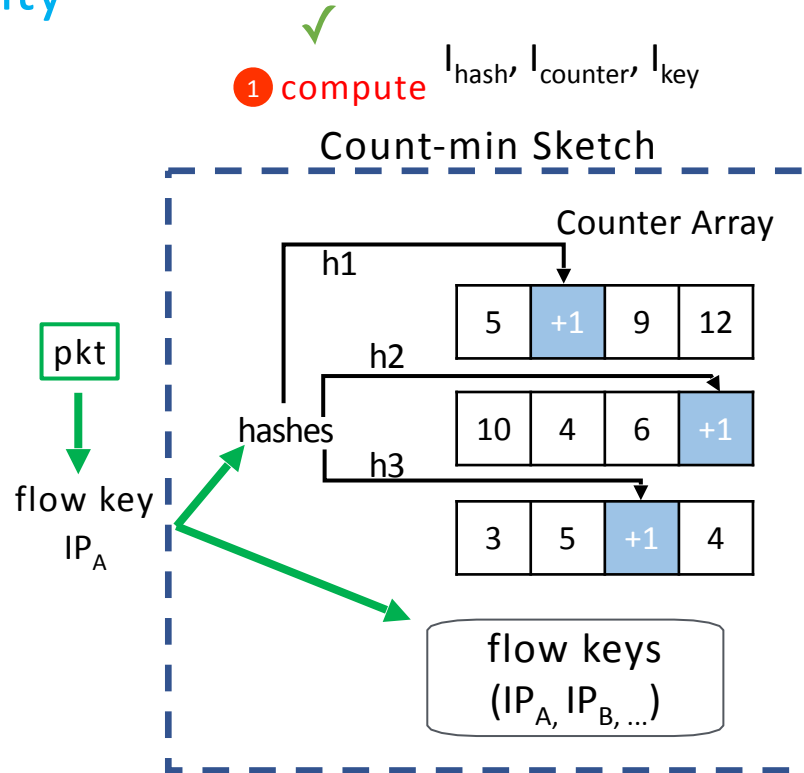 ✓
1 compute I_hash, I_counter, I_key
Count-min Sketch
Counter Array
h1
5 +1 9 12
pkt
h2
hashes
10 4 6 +1
h3
flow key
IP_A
3 5 +1 4
flow keys
(IP_A, IP_B, ...)